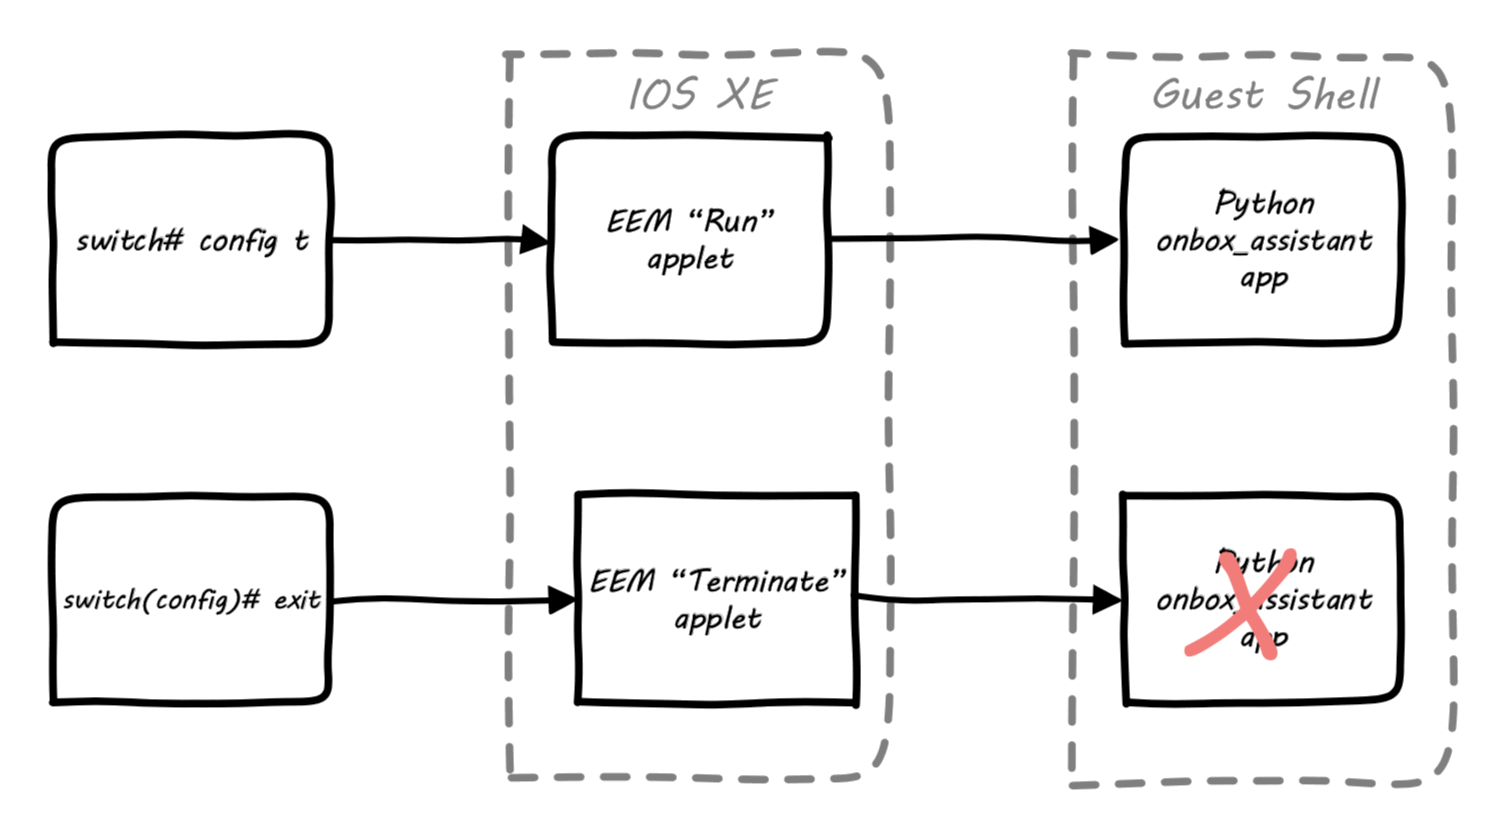 IOS XE
Guest Shell
switch# config t
EEM “Run”
applet
Python
onbox_assistant
app
switch(config)# exit
EEM “Terminate”
applet
Python
onbox_assistant
app